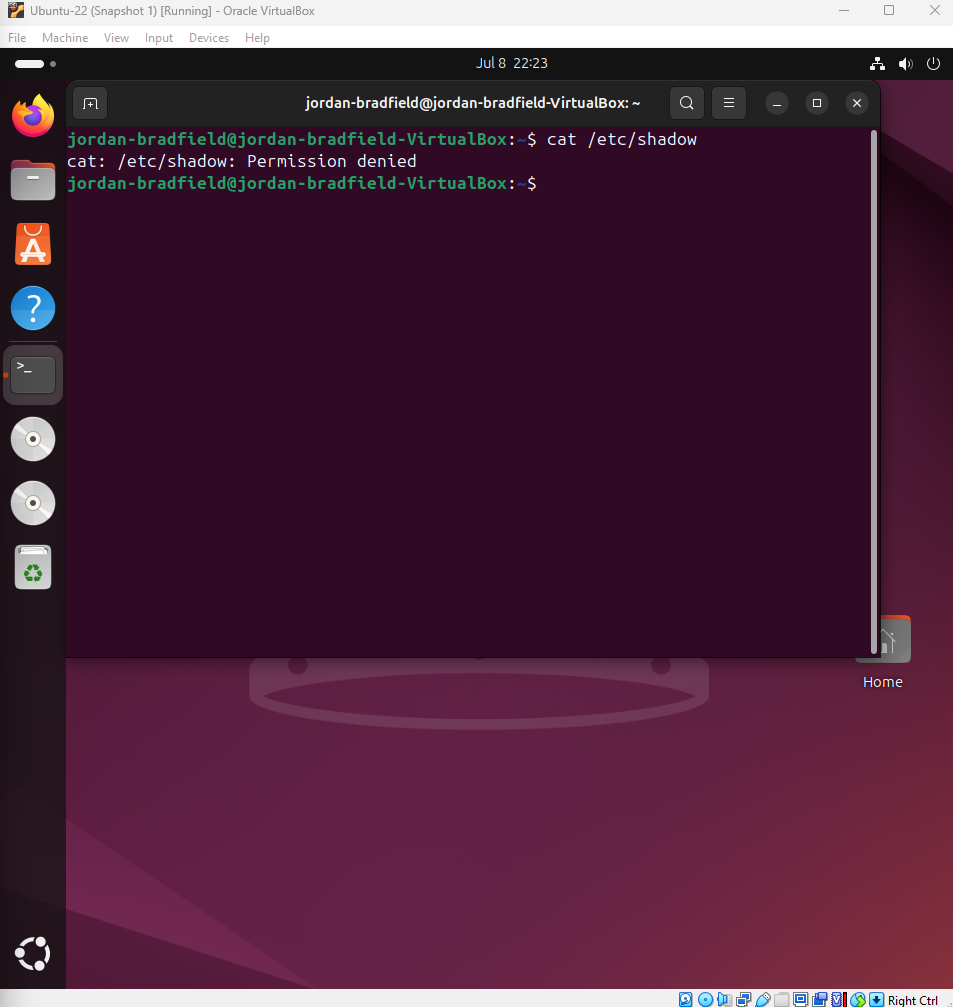 Ubuntu-22 (Snapshot 1) [Running] - Oracle VirtualBox
File Machine View Input Devices Help
Jul 8 22:23
jordan-bradfield@jordan-bradfield-VirtualBox: ~
jordan-bradfield@jordan-bradfield-VirtualBox:~$ cat /etc/shadow
cat: /etc/shadow: Permission denied
jordan-bradfield@jordan-bradfield-VirtualBox:~$
Home
Right Ctrl